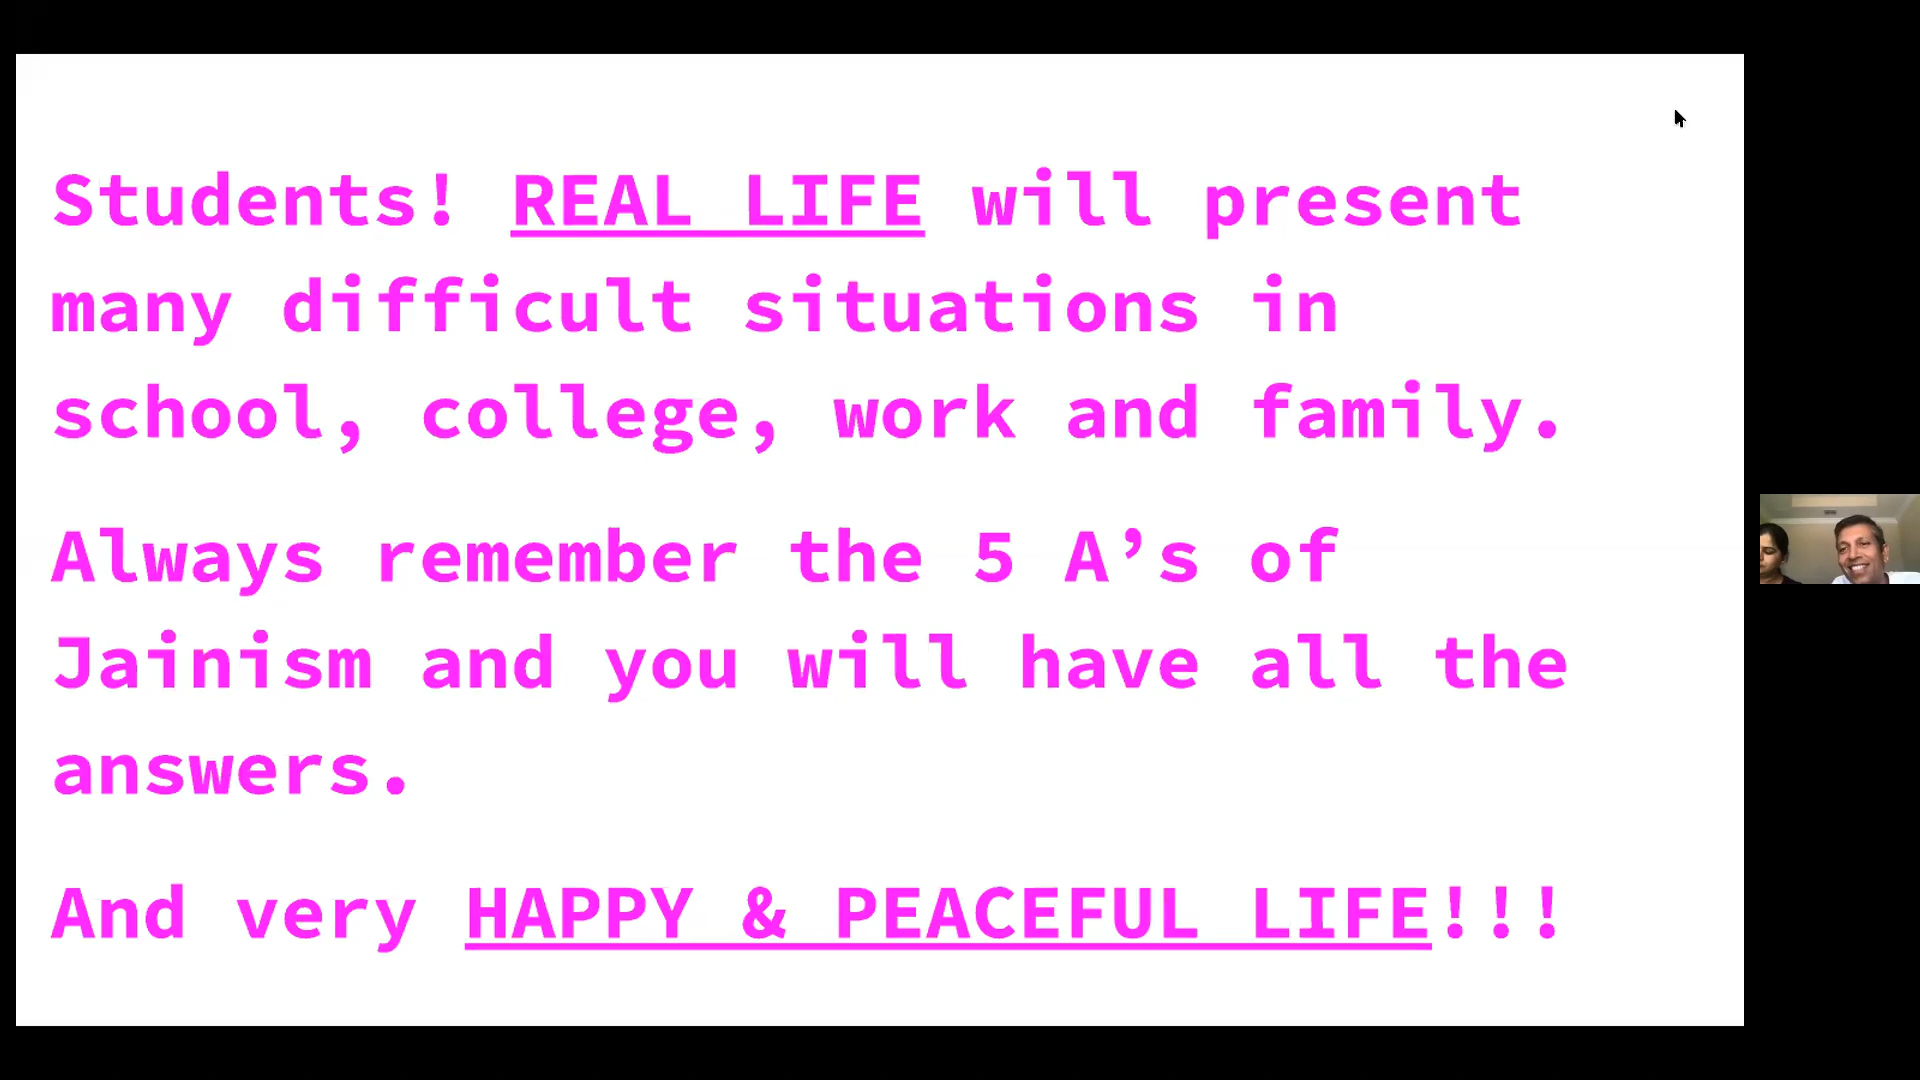 Students! REAL LIFE will present
many difficult situations in
school, college, work and family.
Always remember the 5 A’s of
Jainism and you will have all the
answers.
And very HAPPY & PEACEFUL LIFE!!!